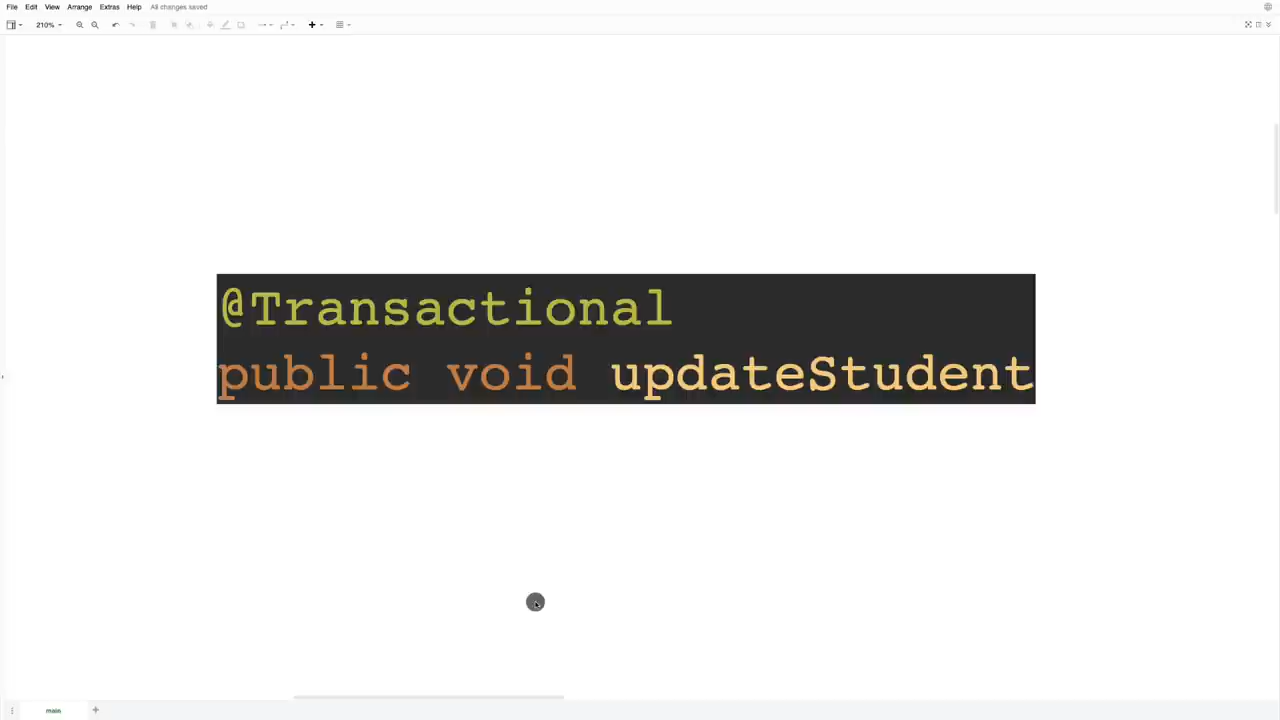 File Edit View Arrange Extras Help All changes saved
210%
@Transactional
public void updateStudent
main